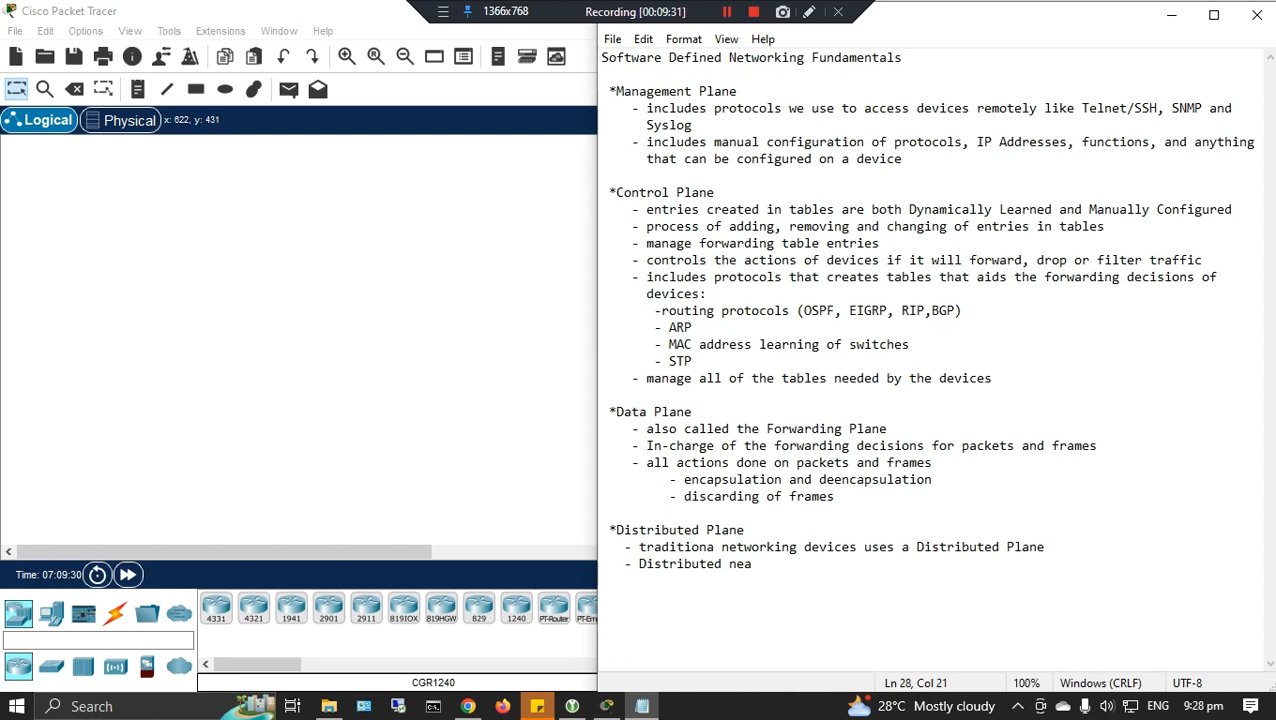 Cisco Packet Tracer
1366x768
Recording [00:09:31]
File Edit Options View Tools Extensions Window Help
Logical
Physical
x: 622, y: 431
File Edit Format View Help
Software Defined Networking Fundamentals
*Management Plane
- includes protocols we use to access devices remotely like Telnet/SSH, SNMP and
Syslog
- includes manual configuration of protocols, IP Addresses, functions, and anything
that can be configured on a device
*Control Plane
- entries created in tables are both Dynamically Learned and Manually Configured
- process of adding, removing and changing of entries in tables
- manage forwarding table entries
- controls the actions of devices if it will forward, drop or filter traffic
- includes protocols that creates tables that aids the forwarding decisions of
devices:
-routing protocols (OSPF, EIGRP, RIP,BGP)
- ARP
- MAC address learning of switches
- STP
- manage all of the tables needed by the devices
*Data Plane
- also called the Forwarding Plane
- In-charge of the forwarding decisions for packets and frames
- all actions done on packets and frames
- encapsulation and deencapsulation
- discarding of frames
*Distributed Plane
- traditiona networking devices uses a Distributed Plane
- Distributed nea
Time: 07:09:30
4331 4321 1941 2901 2911 819IOX 819HGW 829 1240 PT-Router PT-Em
CGR1240
Ln 28, Col 21
100%
Windows (CRLF)
UTF-8
Search
28°C Mostly cloudy
ENG
9:28 pm